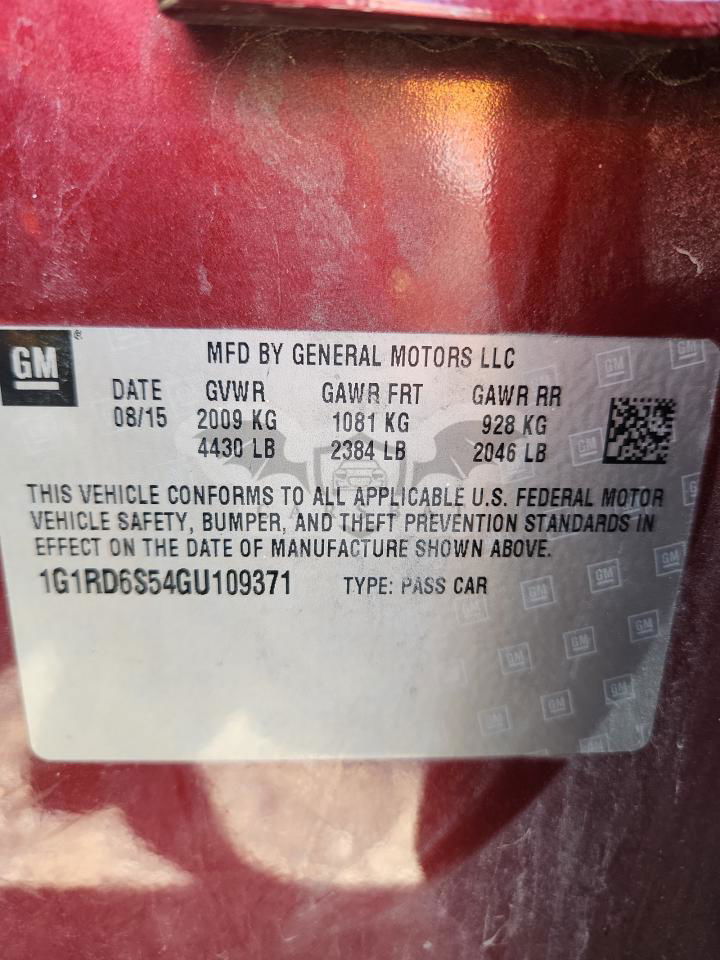 GM
MFD BY GENERAL MOTORS LLC
DATE GVWR GAWR FRT GAWR RR
08/15 2009 KG 1081 KG 928 KG
4430 LB 2384 LB 2046 LB
THIS VEHICLE CONFORMS TO ALL APPLICABLE U.S. FEDERAL MOTOR
VEHICLE SAFETY, BUMPER, AND THEFT PREVENTION STANDARDS IN
EFFECT ON THE DATE OF MANUFACTURE SHOWN ABOVE.
1G1RD6S54GU109371 TYPE: PASS CAR